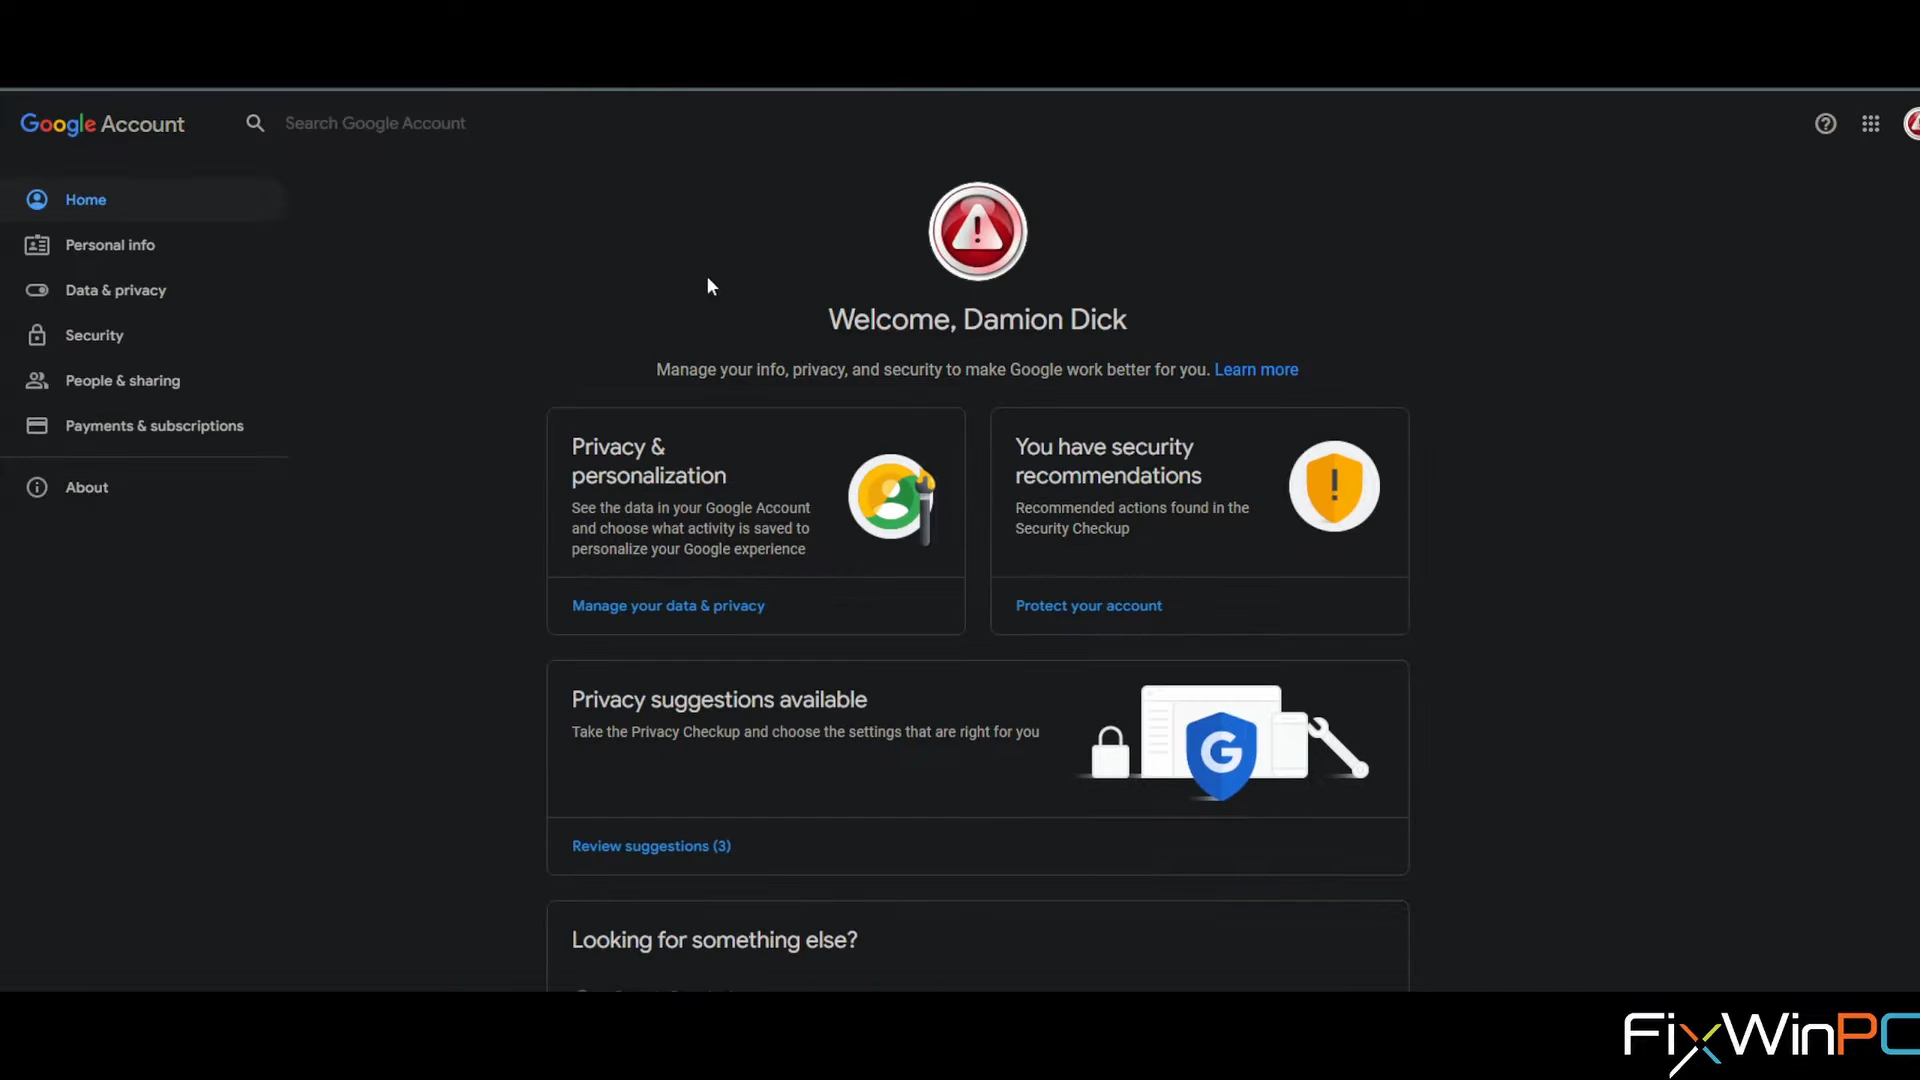 Google Account
Search Google Account
Home
Personal info
Data & privacy
Security
People & sharing
Payments & subscriptions
About
Welcome, Damion Dick
Manage your info, privacy, and security to make Google work better for you. Learn more
Privacy &
personalization
See the data in your Google Account
and choose what activity is saved to
personalize your Google experience
Manage your data & privacy
You have security
recommendations
Recommended actions found in the
Security Checkup
Protect your account
Privacy suggestions available
Take the Privacy Checkup and choose the settings that are right for you
G
Review suggestions (3)
Looking for something else?
FixWinPC